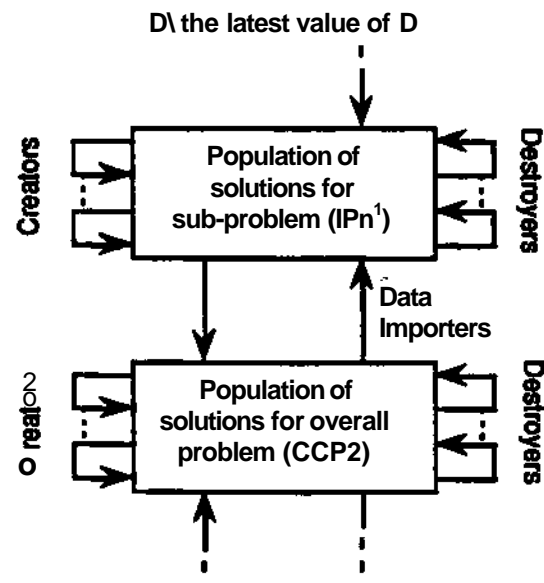 D\ the latest value of D
Creators
Population of
solutions for
sub-problem (IPn¹)
Destroyers
Data
Importers
Population of
solutions for overall
problem (CCP2)
Destroyers